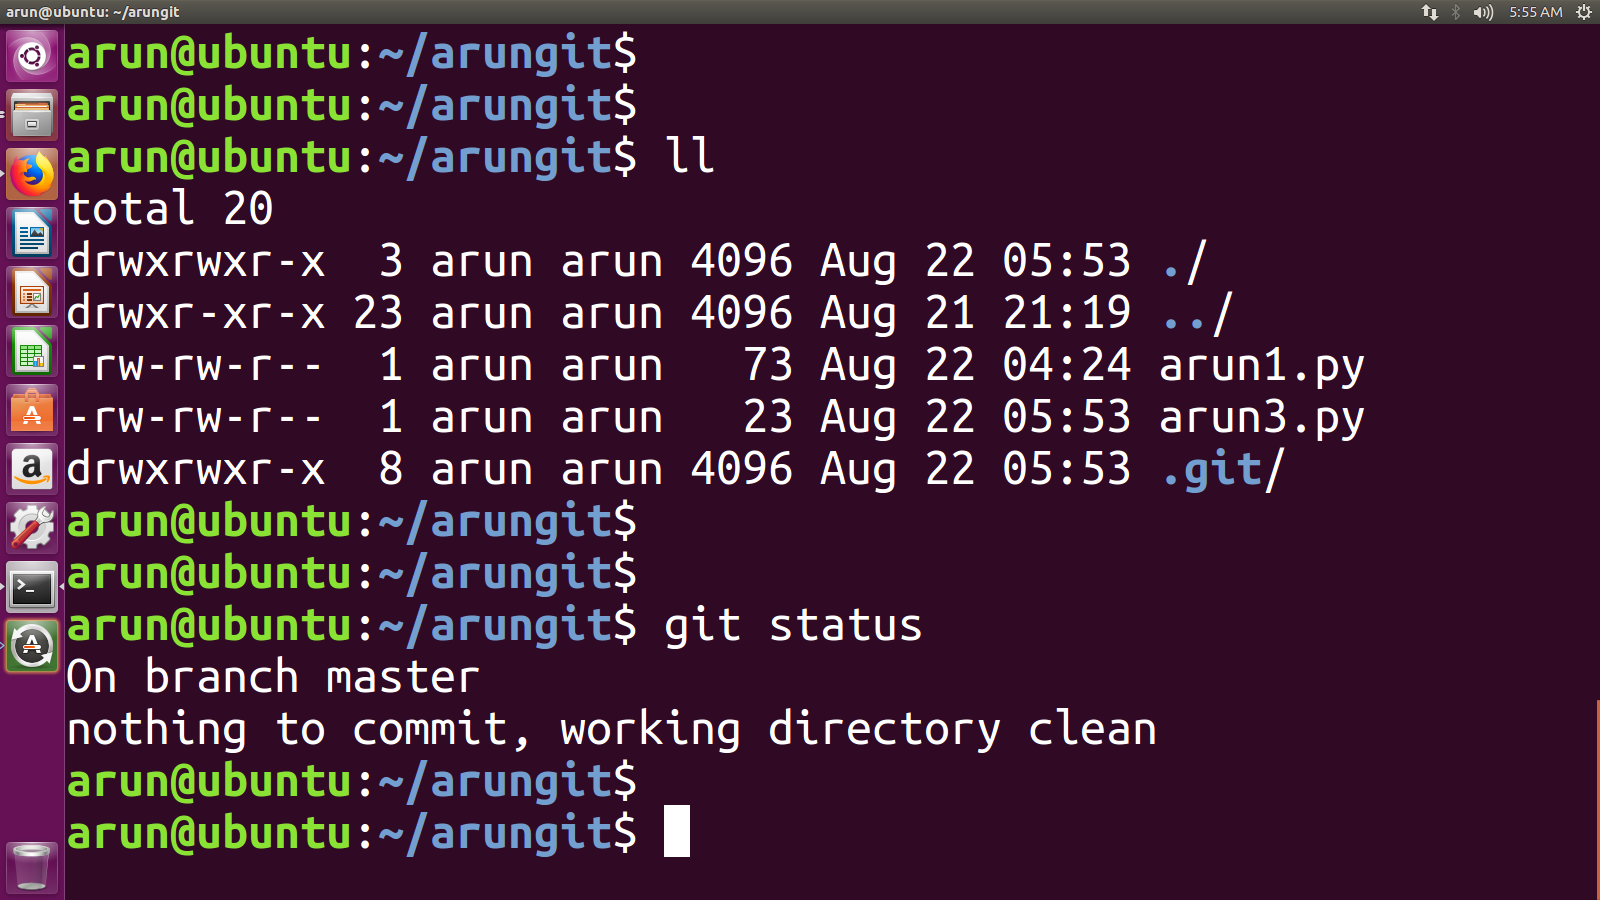 arun@ubuntu: ~/arungit
5:55 AM
arun@ubuntu:~/arungit$
arun@ubuntu:~/arungit$
arun@ubuntu:~/arungit$ ll
total 20
drwxrwxr-x  3 arun arun 4096 Aug 22 05:53 ./
drwxr-xr-x 23 arun arun 4096 Aug 21 21:19 ../
-rw-rw-r--  1 arun arun   73 Aug 22 04:24 arun1.py
-rw-rw-r--  1 arun arun   23 Aug 22 05:53 arun3.py
drwxrwxr-x  8 arun arun 4096 Aug 22 05:53 .git/
arun@ubuntu:~/arungit$
arun@ubuntu:~/arungit$
arun@ubuntu:~/arungit$ git status
On branch master
nothing to commit, working directory clean
arun@ubuntu:~/arungit$
arun@ubuntu:~/arungit$